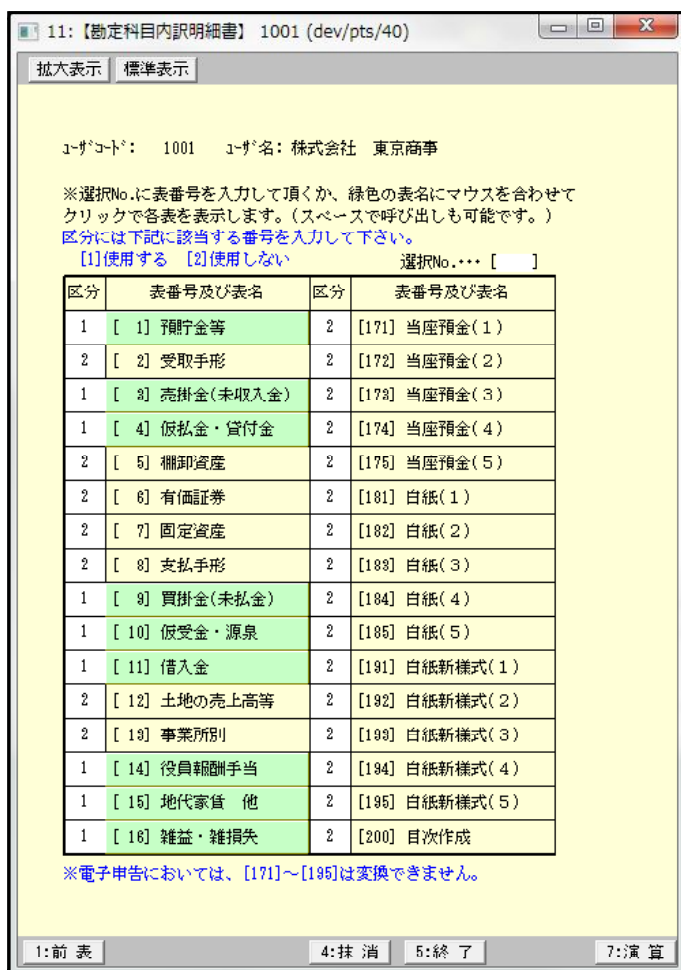 11:【勘定科目内訳明細書】 1001 (dev/pts/40)
拡大表示 標準表示
ﾕｰｻﾞｺｰﾄﾞ: 1001 ﾕｰｻﾞ名: 株式会社 東京商事
※選択No.に表番号を入力して頂くか、緑色の表名にマウスを合わせて
クリックで各表を表示します。(スペースで呼び出しも可能です。)
区分には下記に該当する番号を入力して下さい。
[1]使用する [2]使用しない 選択No.･･･ [ ]
区分 表番号及び表名 区分 表番号及び表名
1 [ 1] 預貯金等 2 [171] 当座預金(1)
2 [ 2] 受取手形 2 [172] 当座預金(2)
1 [ 3] 売掛金(未収入金) 2 [173] 当座預金(3)
1 [ 4] 仮払金・貸付金 2 [174] 当座預金(4)
2 [ 5] 棚卸資産 2 [175] 当座預金(5)
2 [ 6] 有価証券 2 [181] 白紙(1)
2 [ 7] 固定資産 2 [182] 白紙(2)
2 [ 8] 支払手形 2 [183] 白紙(3)
1 [ 9] 買掛金(未払金) 2 [184] 白紙(4)
1 [ 10] 仮受金・源泉 2 [185] 白紙(5)
1 [ 11] 借入金 2 [191] 白紙新様式(1)
2 [ 12] 土地の売上高等 2 [192] 白紙新様式(2)
2 [ 13] 事業所別 2 [193] 白紙新様式(3)
1 [ 14] 役員報酬手当 2 [194] 白紙新様式(4)
1 [ 15] 地代家賃 他 2 [195] 白紙新様式(5)
1 [ 16] 雑益・雑損失 2 [200] 目次作成
※電子申告においては、[171]～[195]は変換できません。
1:前 表 4:抹 消 5:終 了 7:演 算